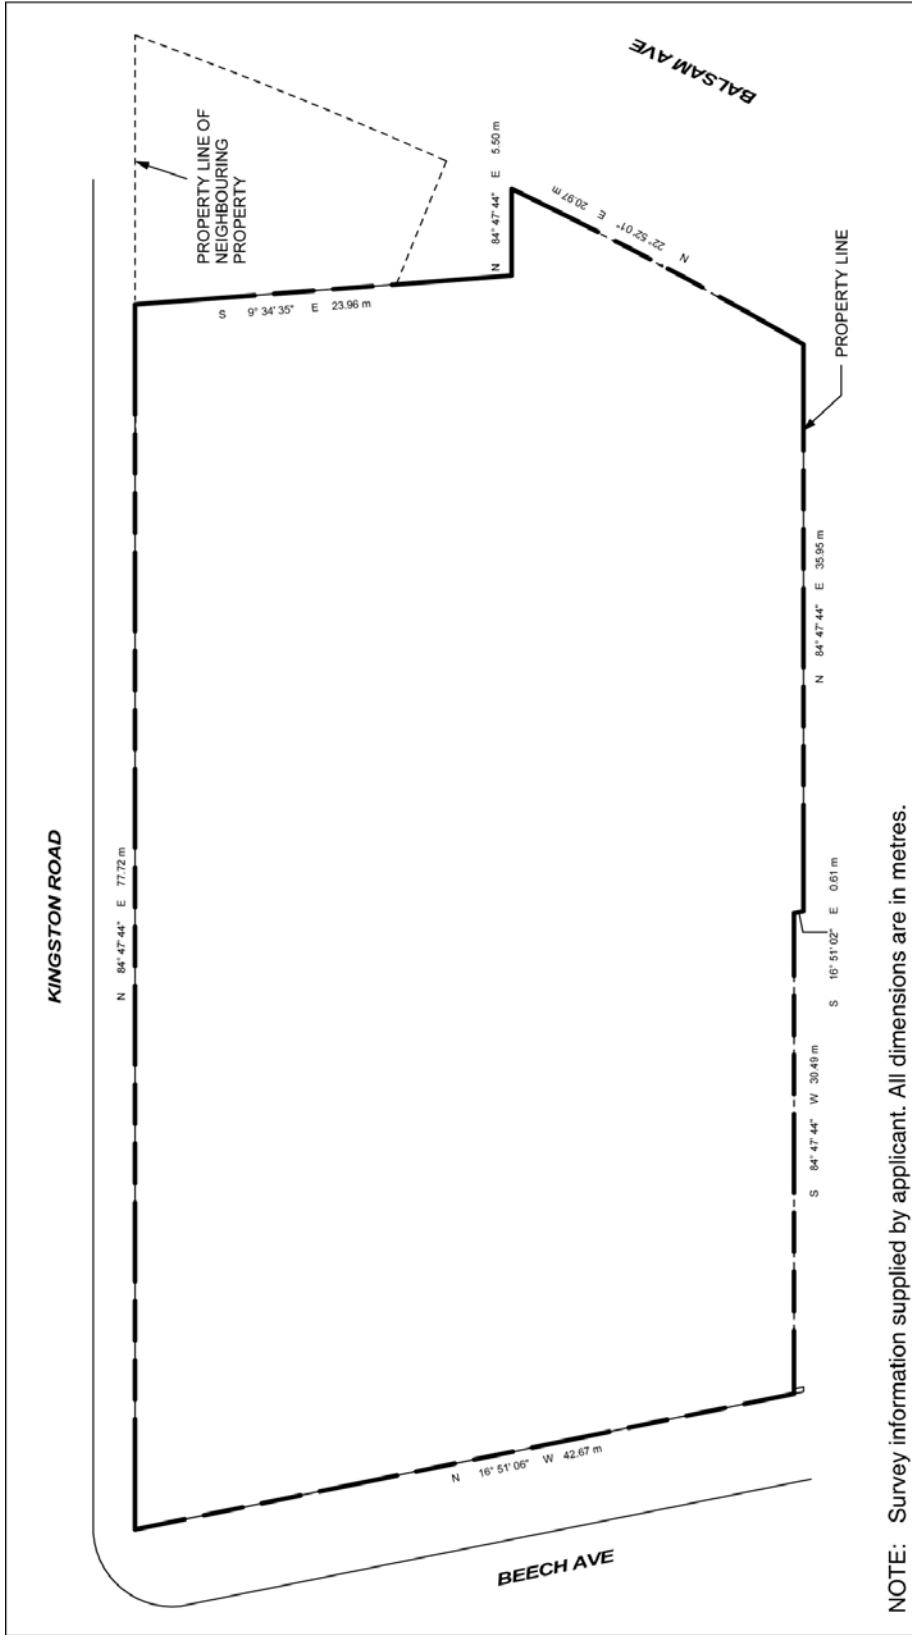 KINGSTON ROAD
N 84° 47' 44" E 77.72 m
PROPERTY LINE OF
NEIGHBOURING
PROPERTY
BALSAM AVE
S 9° 34' 35" E 23.96 m
N 84° 47' 44" E 5.50 m
N 22° 52' 01" E 20.97 m
PROPERTY LINE
N 84° 47' 44" E 35.95 m
S 16° 51' 02" E 0.61 m
S 84° 47' 44" W 30.49 m
N 16° 51' 06" W 42.67 m
BEECH AVE
NOTE: Survey information supplied by applicant. All dimensions are in metres.